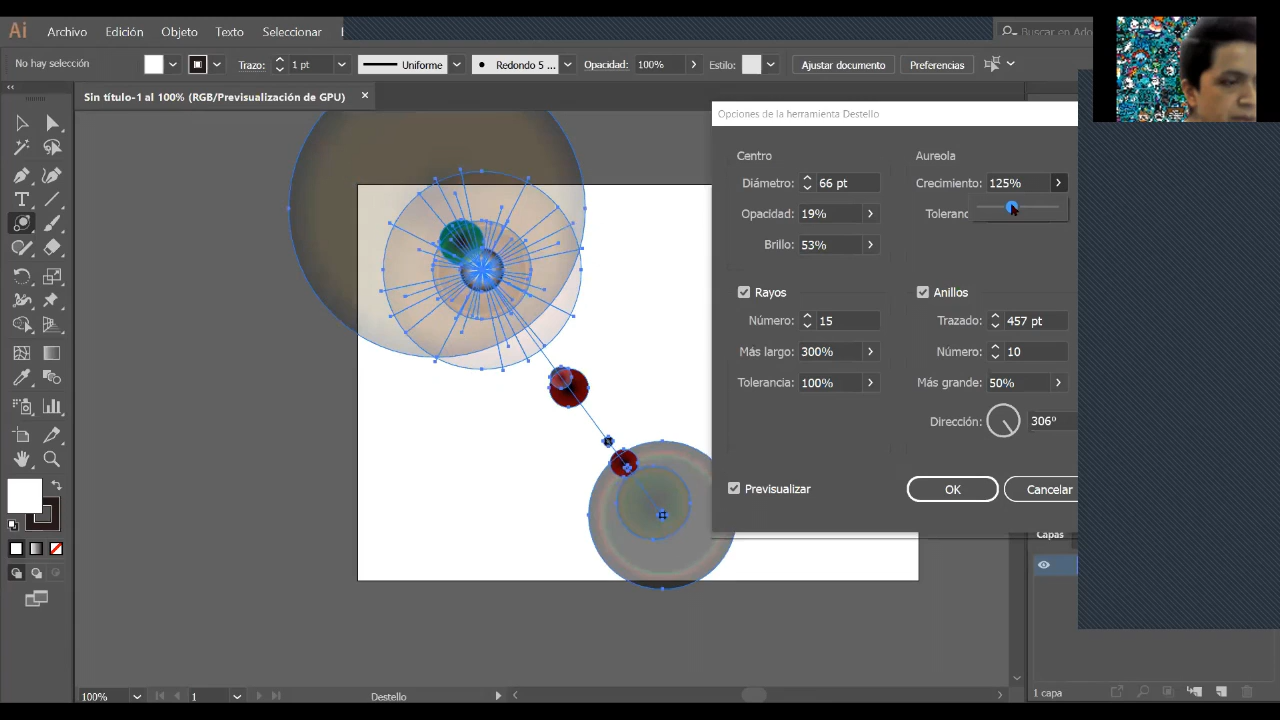 Ai Archivo Edición Objeto Texto Seleccionar
Buscar en Ado
No hay selección Trazo: 1 pt Uniforme Redondo 5 ... Opacidad: 100% Estilo: Ajustar documento Preferencias
Sin título-1 al 100% (RGB/Previsualización de GPU)
Opciones de la herramienta Destello
Centro
Diámetro: 66 pt
Opacidad: 19%
Brillo: 53%
Aureola
Crecimiento: 125%
Toleranc
Rayos
Número: 15
Más largo: 300%
Tolerancia: 100%
Anillos
Trazado: 457 pt
Número: 10
Más grande: 50%
Dirección: 306º
Previsualizar
OK
Cancelar
Capas
100% 1 Destello
1 capa